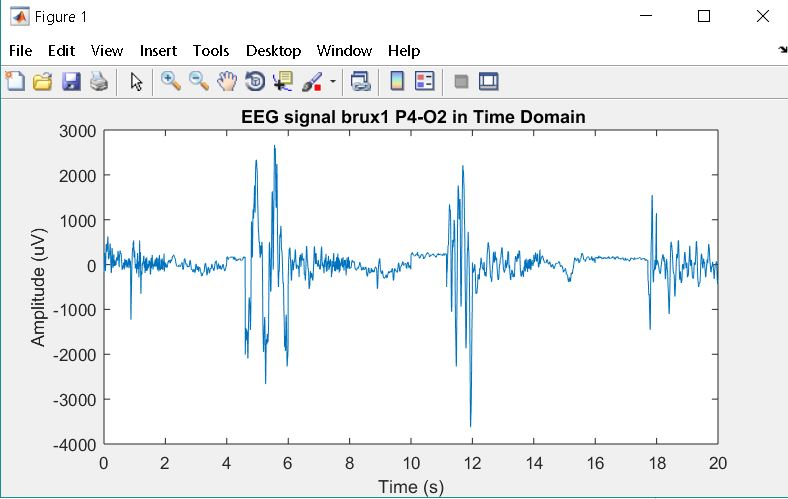 Figure 1
File Edit View Insert Tools Desktop Window Help
EEG signal brux1 P4-O2 in Time Domain
3000
2000
1000
0
-1000
-2000
-3000
-4000
Amplitude (uV)
0 2 4 6 8 10 12 14 16 18 20
Time (s)